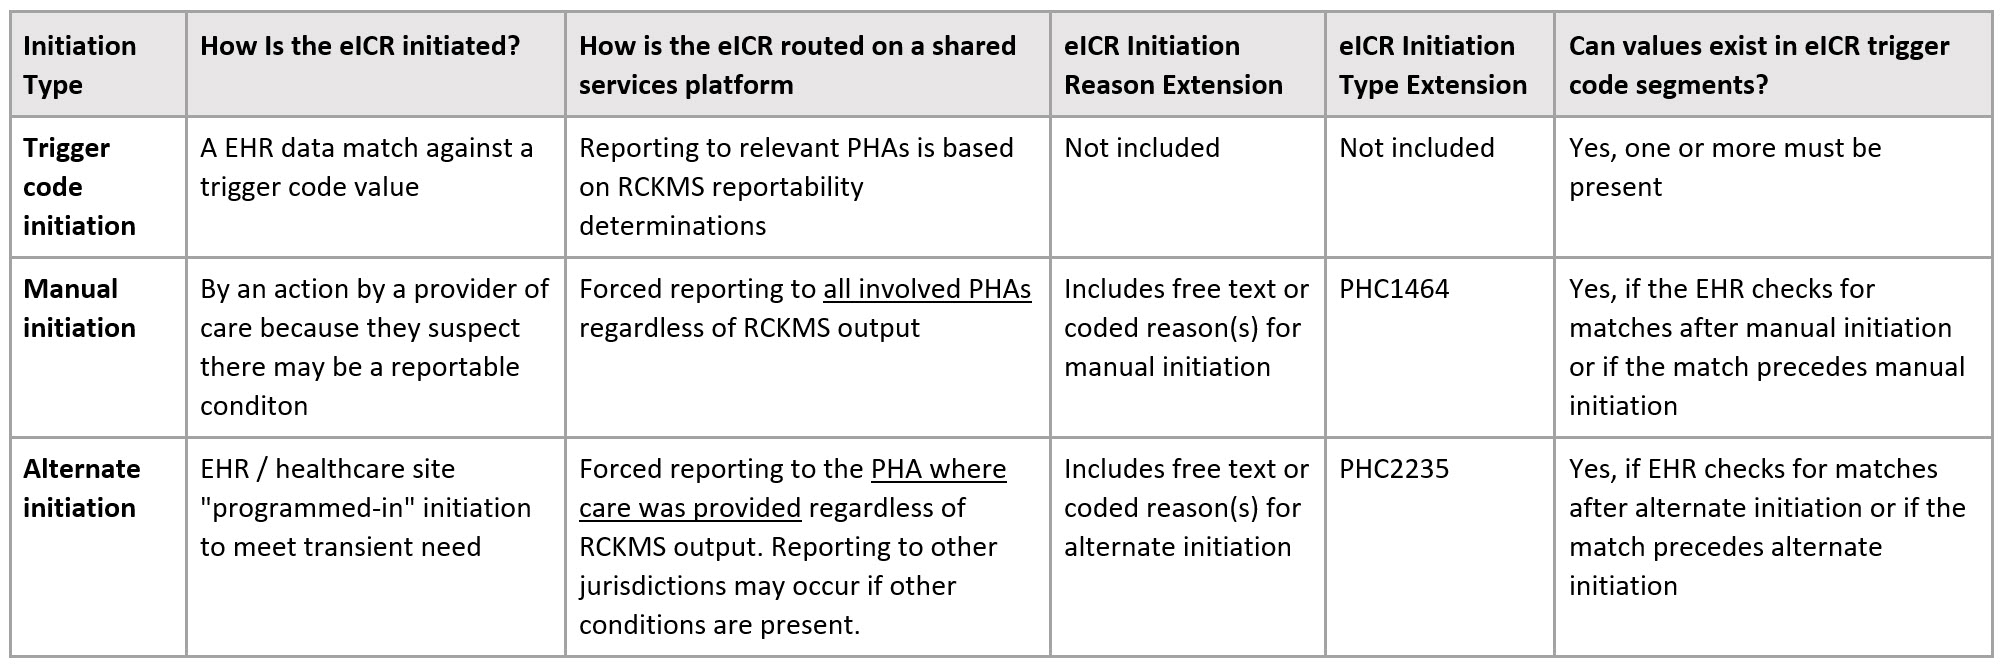 Initiation
Type
How Is the eICR initiated?
How is the eICR routed on a shared
services platform
eICR Initiation
Reason Extension
eICR Initiation
Type Extension
Can values exist in eICR trigger
code segments?
Trigger
code
initiation
A EHR data match against a
trigger code value
Reporting to relevant PHAs is based
on RCKMS reportability
determinations
Not included
Not included
Yes, one or more must be
present
Manual
initiation
By an action by a provider of
care because they suspect
there may be a reportable
conditon
Forced reporting to all involved PHAs
regardless of RCKMS output
Includes free text or
coded reason(s) for
manual initiation
PHC1464
Yes, if the EHR checks for
matches after manual initiation
or if the match precedes manual
initiation
Alternate
initiation
EHR / healthcare site
"programmed-in" initiation
to meet transient need
Forced reporting to the PHA where
care was provided regardless of
RCKMS output. Reporting to other
jurisdictions may occur if other
conditions are present.
Includes free text or
coded reason(s) for
alternate initiation
PHC2235
Yes, if EHR checks for matches
after alternate initiation or if the
match precedes alternate
initiation